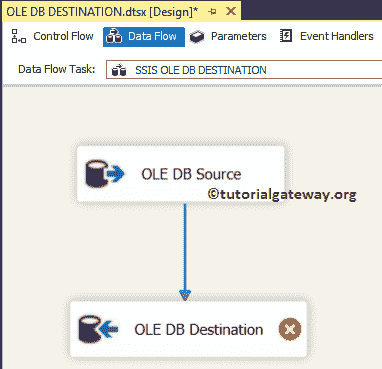 OLE DB DESTINATION.dtsx [Design]*
Control Flow Data Flow Parameters Event Handlers
Data Flow Task: SSIS OLE DB DESTINATION
OLE DB Source
©tutorialgateway.org
OLE DB Destination